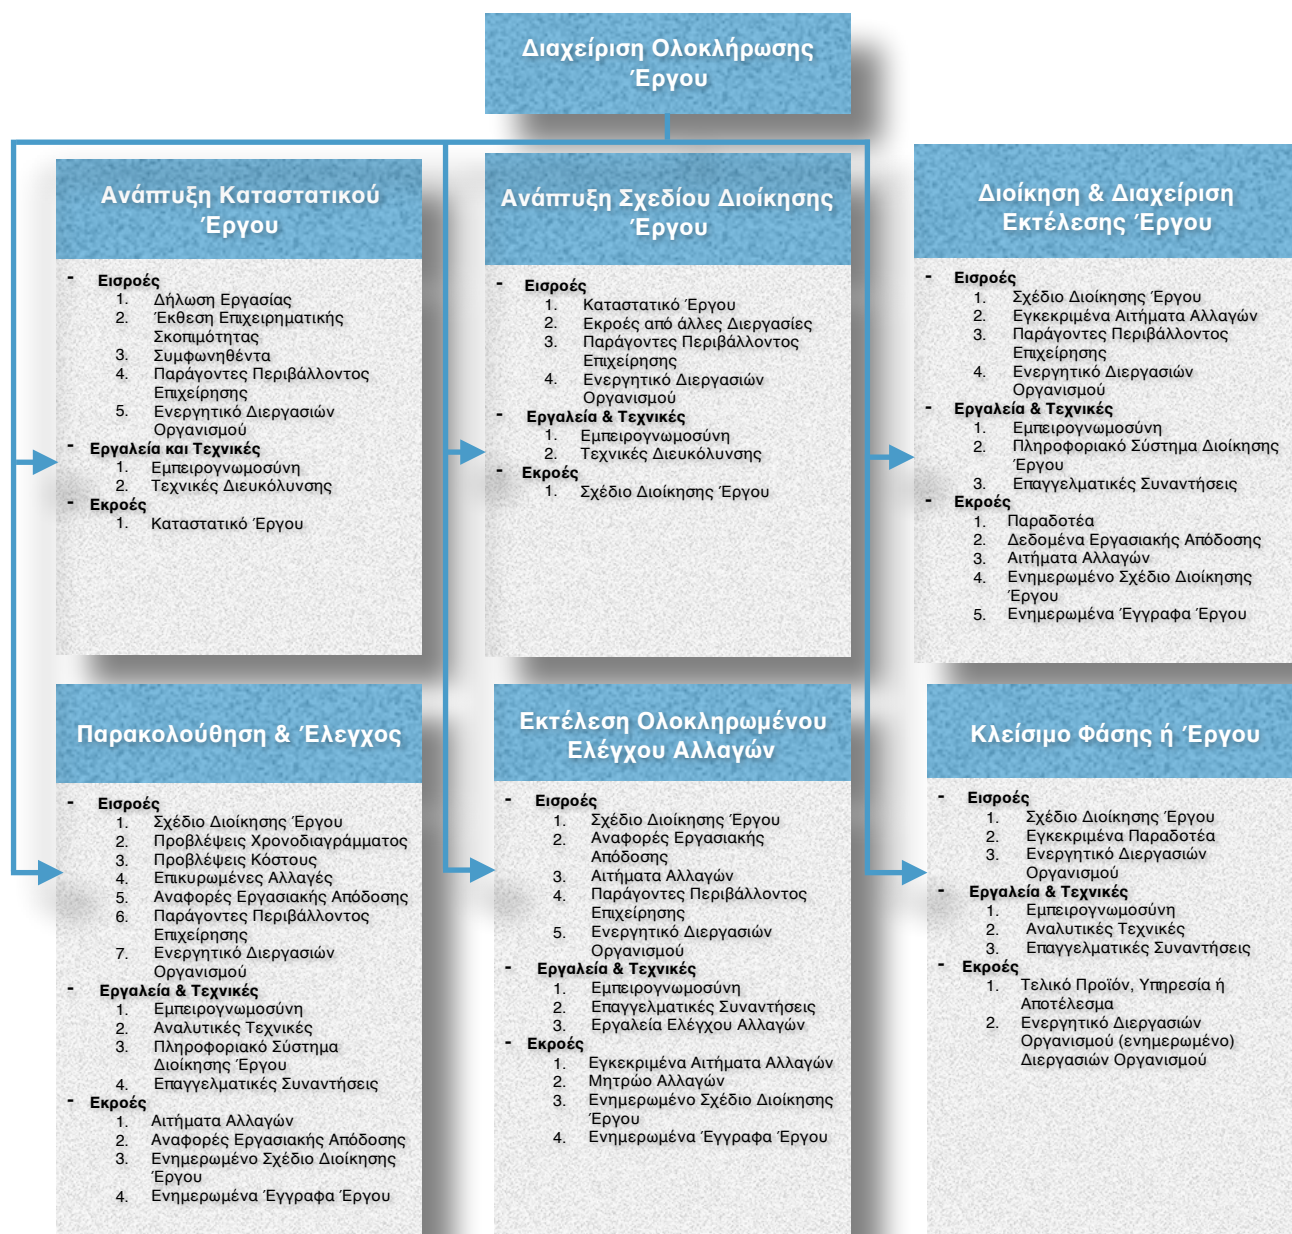 Διαχείριση Ολοκλήρωσης
Έργου
Ανάπτυξη Καταστατικού
Έργου
- Εισροές
1. Δήλωση Εργασίας
2. Έκθεση Επιχειρηματικής
Σκοπιμότητας
3. Συμφωνηθέντα
4. Παράγοντες Περιβάλλοντος
Επιχείρησης
5. Ενεργητικό Διεργασιών
Οργανισμού
- Εργαλεία και Τεχνικές
1. Εμπειρογνωμοσύνη
2. Τεχνικές Διευκόλυνσης
- Εκροές
1. Καταστατικό Έργου
Ανάπτυξη Σχεδίου Διοίκησης
Έργου
- Εισροές
1. Καταστατικό Έργου
2. Εκροές από άλλες Διεργασίες
3. Παράγοντες Περιβάλλοντος
Επιχείρησης
4. Ενεργητικό Διεργασιών
Οργανισμού
- Εργαλεία & Τεχνικές
1. Εμπειρογνωμοσύνη
2. Τεχνικές Διευκόλυνσης
- Εκροές
1. Σχέδιο Διοίκησης Έργου
Διοίκηση & Διαχείριση
Εκτέλεσης Έργου
- Εισροές
1. Σχέδιο Διοίκησης Έργου
2. Εγκεκριμένα Αιτήματα Αλλαγών
3. Παράγοντες Περιβάλλοντος
Επιχείρησης
4. Ενεργητικό Διεργασιών
Οργανισμού
- Εργαλεία & Τεχνικές
1. Εμπειρογνωμοσύνη
2. Πληροφοριακό Σύστημα Διοίκησης
Έργου
3. Επαγγελματικές Συναντήσεις
- Εκροές
1. Παραδοτέα
2. Δεδομένα Εργασιακής Απόδοσης
3. Αιτήματα Αλλαγών
4. Ενημερωμένο Σχέδιο Διοίκησης
Έργου
5. Ενημερωμένα Έγγραφα Έργου
Παρακολούθηση & Έλεγχος
- Εισροές
1. Σχέδιο Διοίκησης Έργου
2. Προβλέψεις Χρονοδιαγράμματος
3. Προβλέψεις Κόστους
4. Επικυρωμένες Αλλαγές
5. Αναφορές Εργασιακής Απόδοσης
6. Παράγοντες Περιβάλλοντος
Επιχείρησης
7. Ενεργητικό Διεργασιών
Οργανισμού
- Εργαλεία & Τεχνικές
1. Εμπειρογνωμοσύνη
2. Αναλυτικές Τεχνικές
3. Πληροφοριακό Σύστημα
Διοίκησης Έργου
4. Επαγγελματικές Συναντήσεις
- Εκροές
1. Αιτήματα Αλλαγών
2. Αναφορές Εργασιακής Απόδοσης
3. Ενημερωμένο Σχέδιο Διοίκησης
Έργου
4. Ενημερωμένα Έγγραφα Έργου
Εκτέλεση Ολοκληρωμένου
Ελέγχου Αλλαγών
- Εισροές
1. Σχέδιο Διοίκησης Έργου
2. Αναφορές Εργασιακής
Απόδοσης
3. Αιτήματα Αλλαγών
4. Παράγοντες Περιβάλλοντος
Επιχείρησης
5. Ενεργητικό Διεργασιών
Οργανισμού
- Εργαλεία & Τεχνικές
1. Εμπειρογνωμοσύνη
2. Επαγγελματικές Συναντήσεις
3. Εργαλεία Ελέγχου Αλλαγών
- Εκροές
1. Εγκεκριμένα Αιτήματα Αλλαγών
2. Μητρώο Αλλαγών
3. Ενημερωμένο Σχέδιο Διοίκησης
Έργου
4. Ενημερωμένα Έγγραφα Έργου
Κλείσιμο Φάσης ή Έργου
- Εισροές
1. Σχέδιο Διοίκησης Έργου
2. Εγκεκριμένα Παραδοτέα
3. Ενεργητικό Διεργασιών
Οργανισμού
- Εργαλεία & Τεχνικές
1. Εμπειρογνωμοσύνη
2. Αναλυτικές Τεχνικές
3. Επαγγελματικές Συναντήσεις
- Εκροές
1. Τελικό Προϊόν, Υπηρεσία ή
Αποτέλεσμα
2. Ενεργητικό Διεργασιών
Οργανισμού (ενημερωμένο)
Διεργασιών Οργανισμού